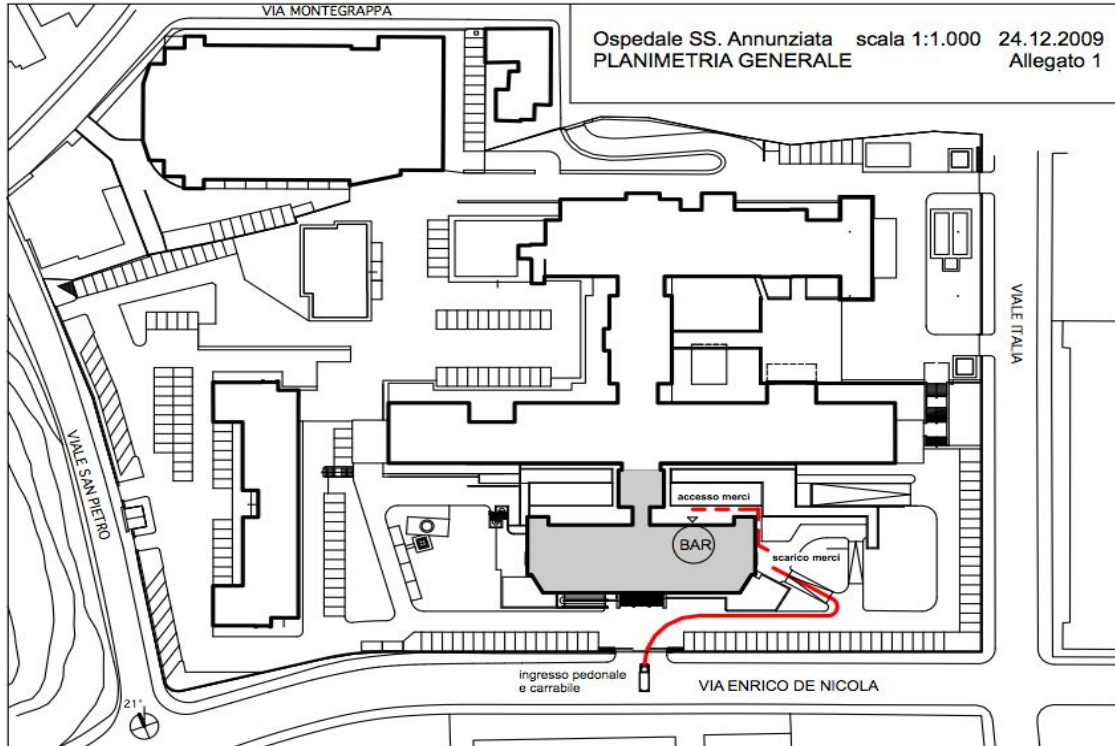 VIA MONTEGRAPPA
Ospedale SS. Annunziata scala 1:1.000 24.12.2009
PLANIMETRIA GENERALE Allegato 1
VIALE ITALIA
VIALE SAN PIETRO
accesso merci
BAR
scarico merci
ingresso pedonale
e carrabile
VIA ENRICO DE NICOLA
21°